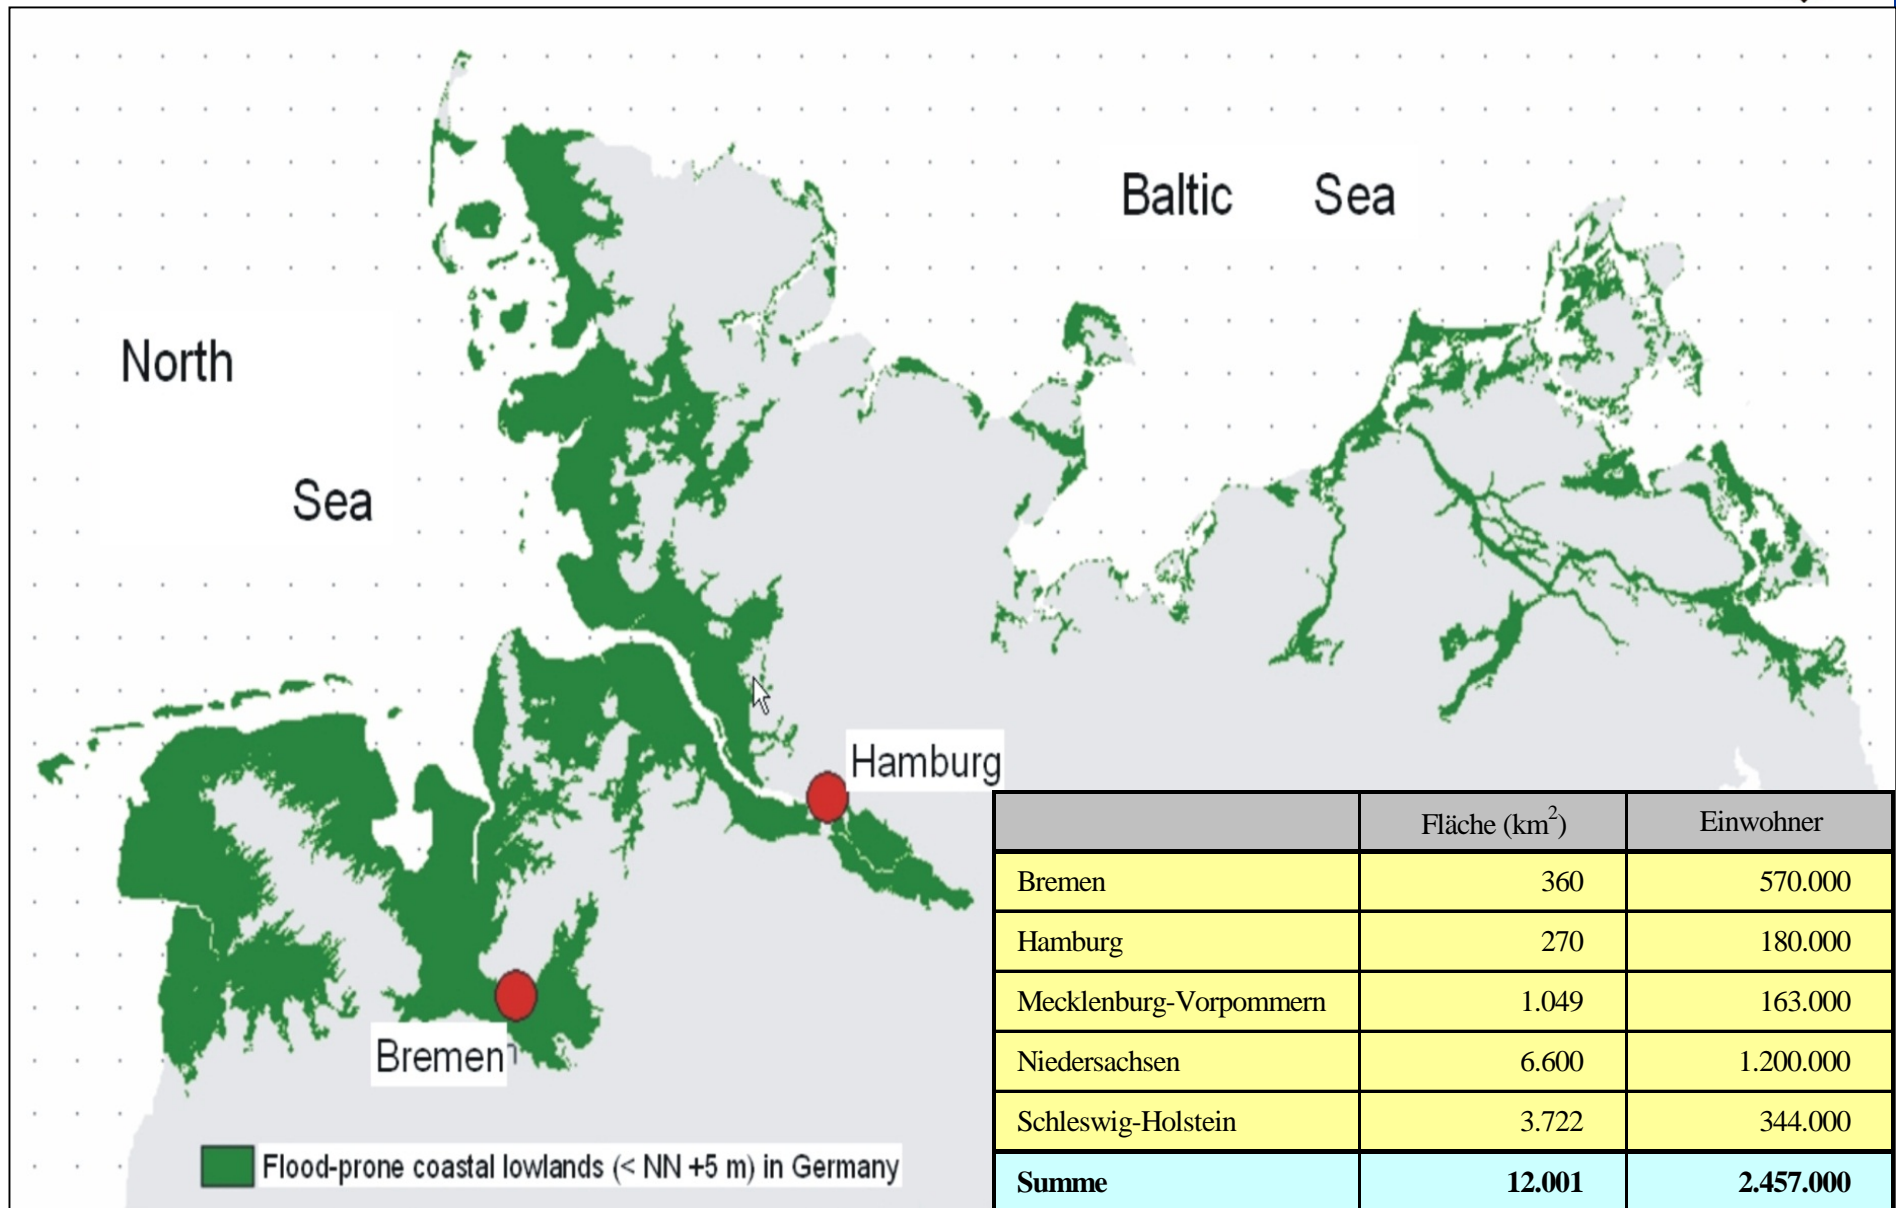 Baltic Sea
North
Sea
Hamburg
Bremen
Flood-prone coastal lowlands (< NN +5 m) in Germany
Fläche (km²) Einwohner
Bremen 360 570.000
Hamburg 270 180.000
Mecklenburg-Vorpommern 1.049 163.000
Niedersachsen 6.600 1.200.000
Schleswig-Holstein 3.722 344.000
Summe 12.001 2.457.000